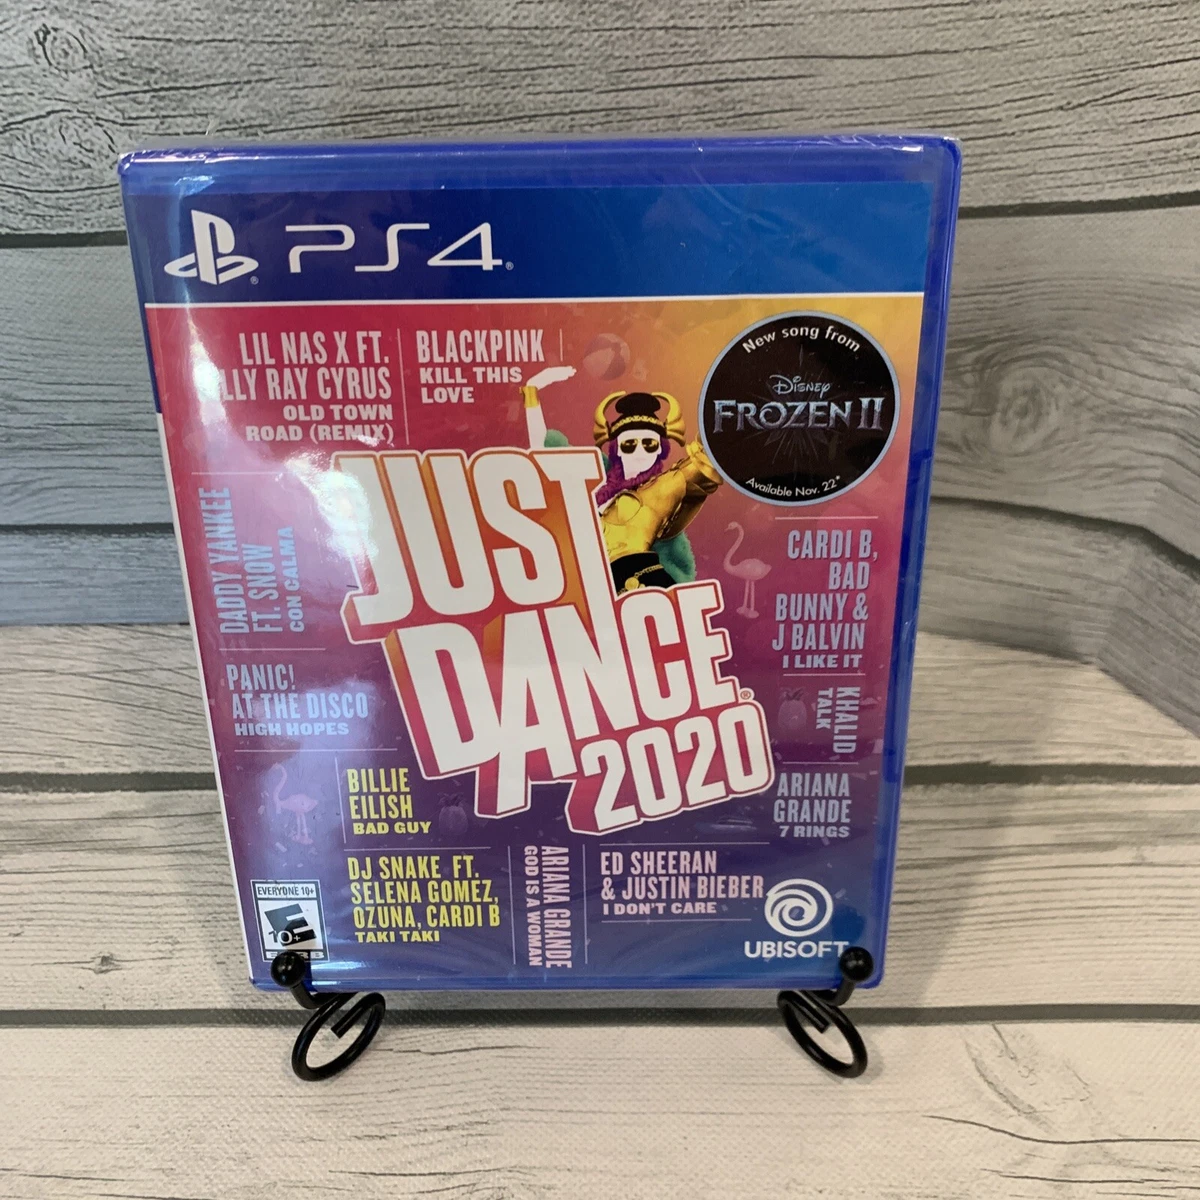 PS4
LIL NAS X FT.
LLY RAY CYRUS
OLD TOWN
ROAD (REMIX)
BLACKPINK
KILL THIS
LOVE
New song from
Disney
FROZEN II
Available Nov. 22*
JUST
DANCE®
2020
DADDY YANKEE
FT. SNOW
CON CALMA
PANIC!
AT THE DISCO
HIGH HOPES
CARDI B,
BAD
BUNNY &
J BALVIN
I LIKE IT
KHALID
TALK
ARIANA
GRANDE
7 RINGS
BILLIE
EILISH
BAD GUY
DJ SNAKE FT.
SELENA GOMEZ,
OZUNA, CARDI B
TAKI TAKI
ARIANA GRANDE
GOD IS A WOMAN
ED SHEERAN
& JUSTIN BIEBER
I DON'T CARE
EVERYONE 10+
E
10+
UBISOFT